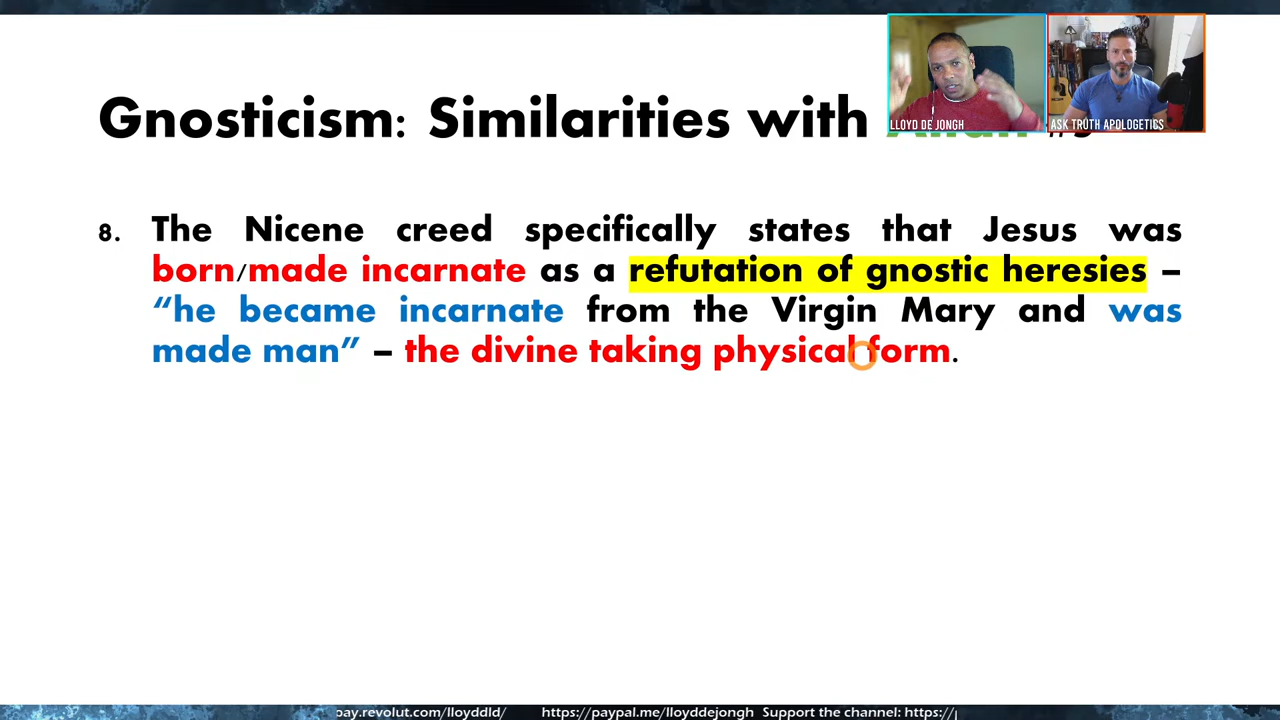 Gnosticism: Similarities with
LLOYD DE JONGH
ASK TRUTH APOLOGETICS
8. The Nicene creed specifically states that Jesus was
born/made incarnate as a refutation of gnostic heresies –
“he became incarnate from the Virgin Mary and was
made man” – the divine taking physical form.
pay.revolut.com/lloyddld/ https://paypal.me/lloyddejongh Support the channel: https://